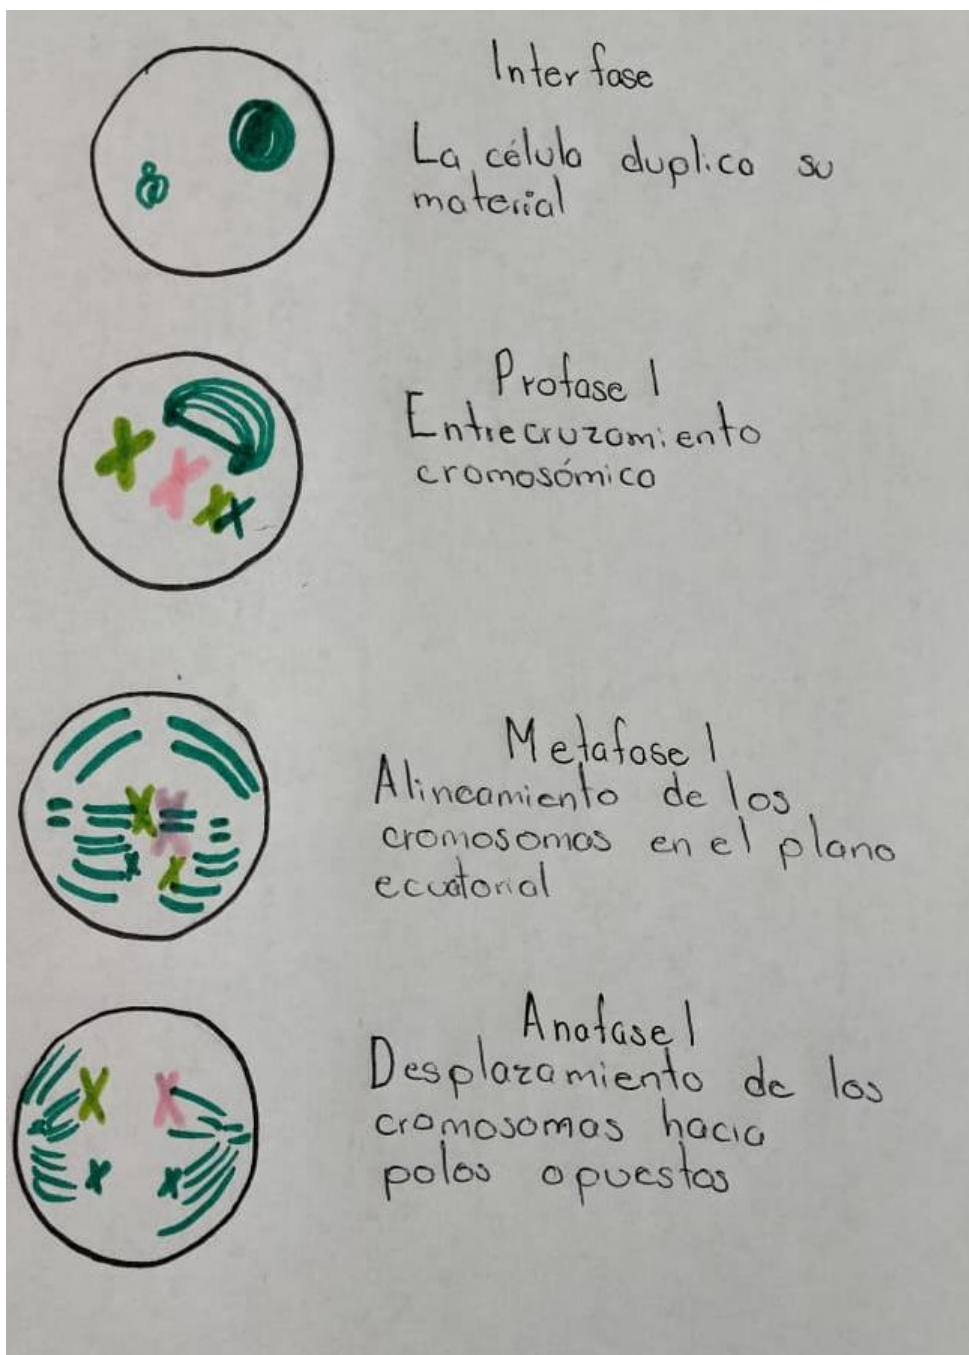 Interfase
La célula duplica su
material
Profase 1
Entrecruzamiento
cromosómico
Metafase 1
Alineamiento de los
cromosomas en el plano
ecuatorial
Anafase 1
Desplazamiento de los
cromosomas hacia
polos opuestos